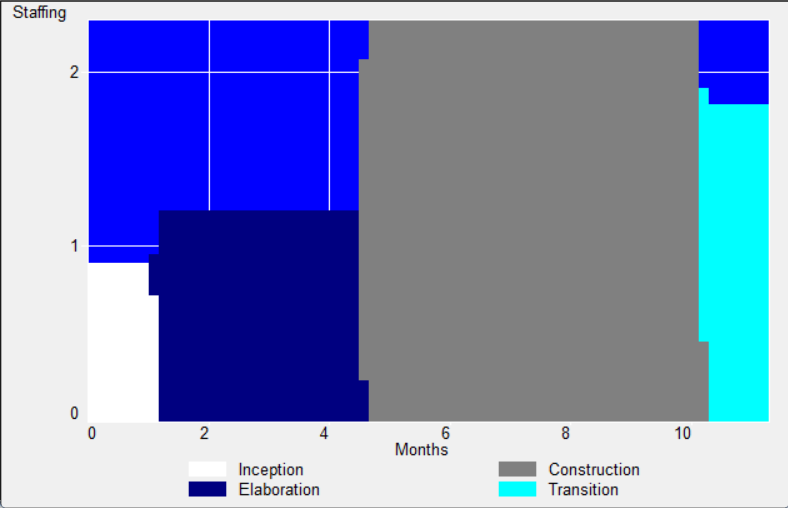 Staffing
2
1
0
0 2 4 6 8 10
Months
Inception Construction
Elaboration Transition